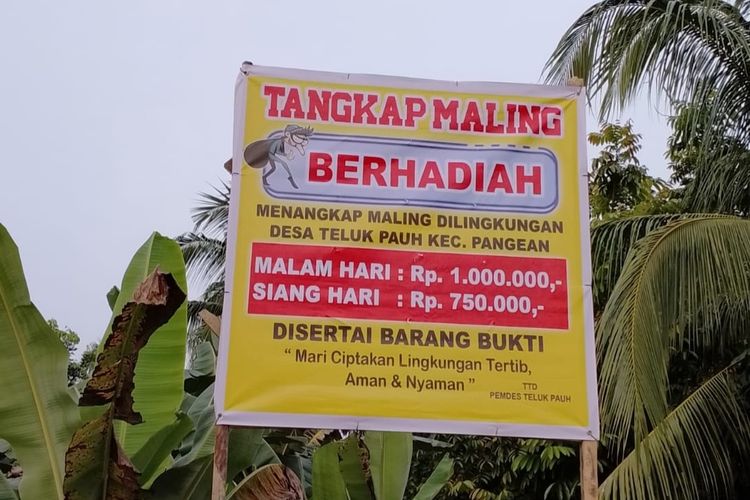 TANGKAP MALING
BERHADIAH
MENANGKAP MALING DILINGKUNGAN
DESA TELUK PAUH KEC. PANGEAN
MALAM HARI : Rp. 1.000.000,-
SIANG HARI : Rp. 750.000,-
DISERTAI BARANG BUKTI
“ Mari Ciptakan Lingkungan Tertib,
Aman & Nyaman ”
TTD
PEMDES TELUK PAUH